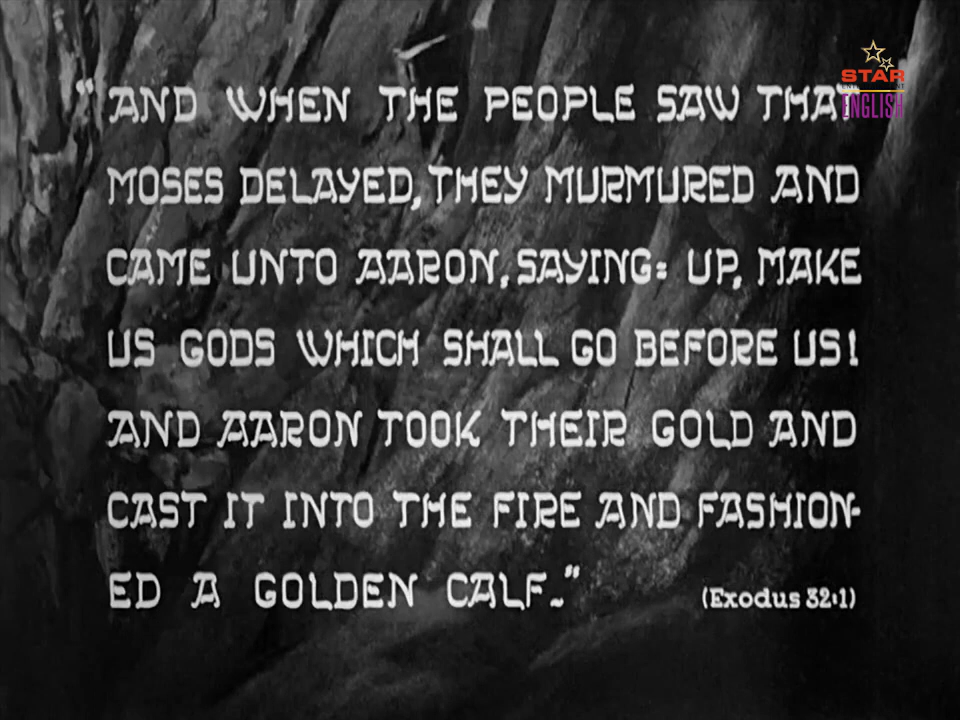 "AND WHEN THE PEOPLE SAW THAT
MOSES DELAYED, THEY MURMURED AND
CAME UNTO AARON, SAYING: UP, MAKE
US GODS WHICH SHALL GO BEFORE US!
AND AARON TOOK THEIR GOLD AND
CAST IT INTO THE FIRE AND FASHION-
ED A GOLDEN CALF.."
(Exodus 32:1)
STAR
ENGLISH